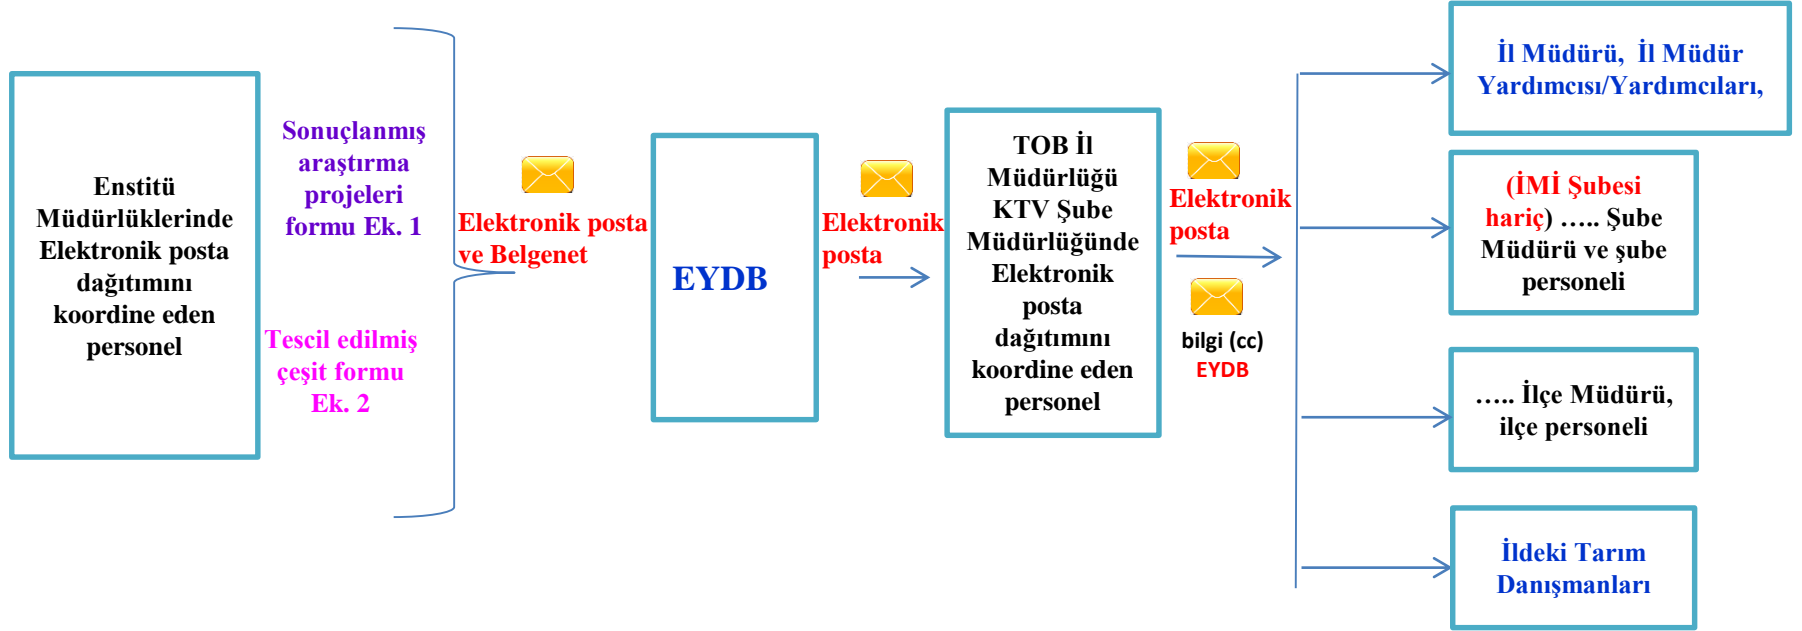 Enstitü
Müdürlüklerinde
Elektronik posta
dağıtımını
koordine eden
personel
Sonuçlanmış
araştırma
projeleri
formu Ek. 1
Tescil edilmiş
çeşit formu
Ek. 2
Elektronik posta
ve Belgenet
EYDB
Elektronik
posta
TOB İl
Müdürlüğü
KTV Şube
Müdürlüğünde
Elektronik
posta
dağıtımını
koordine eden
personel
Elektronik
posta
bilgi (cc)
EYDB
İl Müdürü, İl Müdür
Yardımcısı/Yardımcıları,
(İMİ Şubesi
hariç) ….. Şube
Müdürü ve şube
personeli
….. İlçe Müdürü,
ilçe personeli
İldeki Tarım
Danışmanları